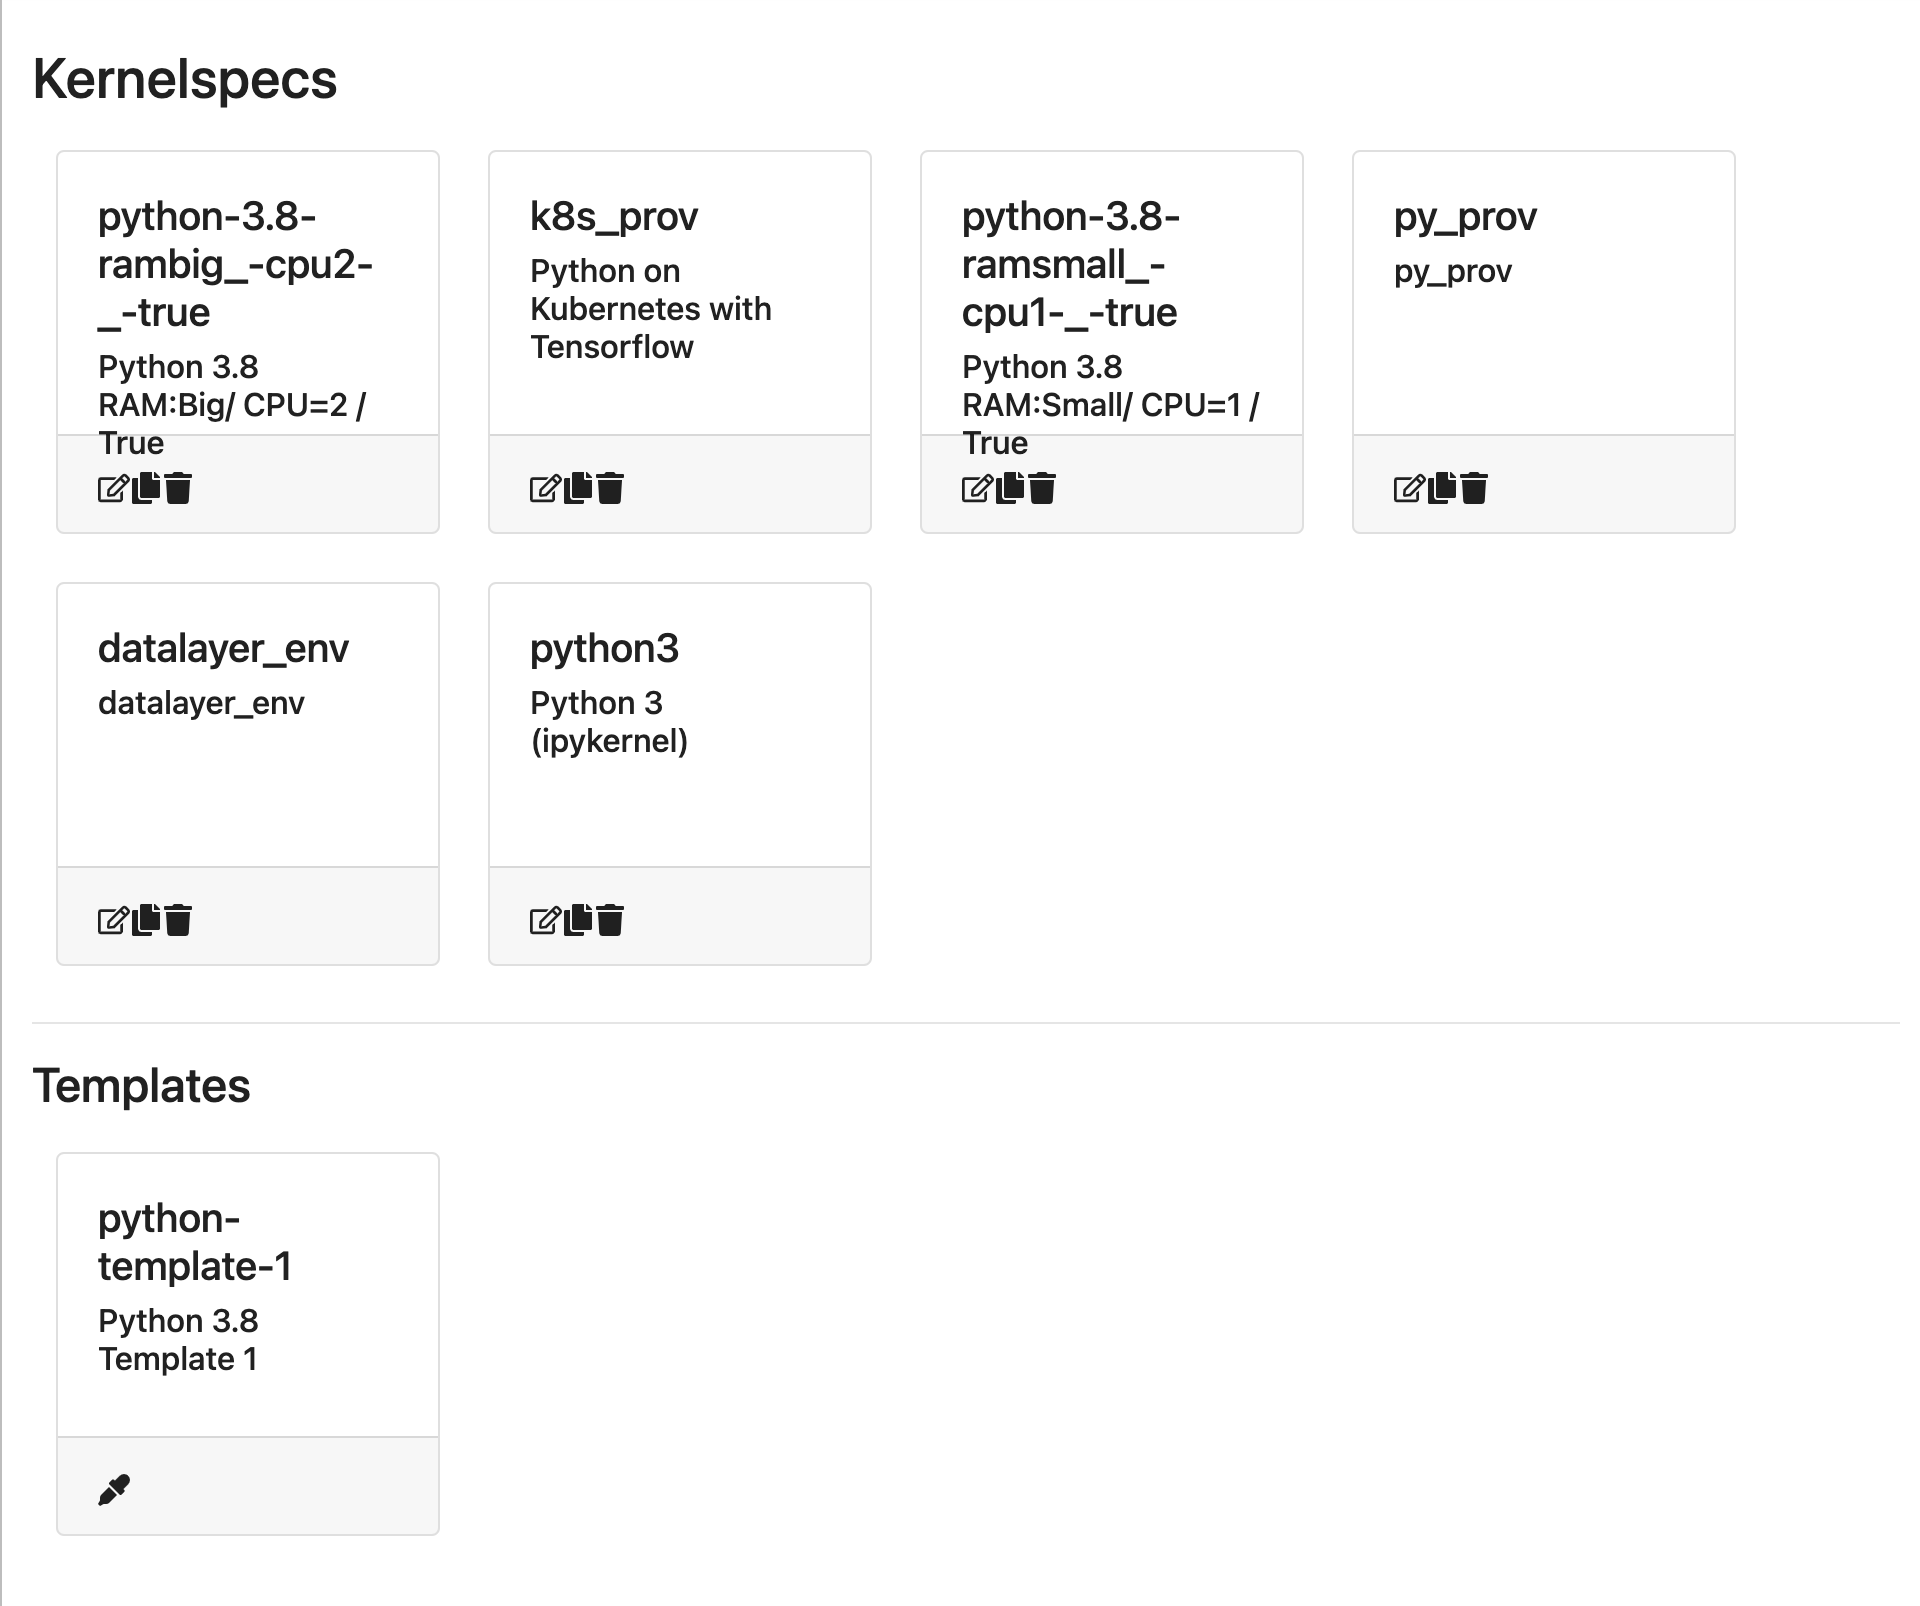 Kernelspecs
python-3.8-
rambig_-cpu2-
_-true
Python 3.8
RAM:Big/ CPU=2 /
True
k8s_prov
Python on
Kubernetes with
Tensorflow
python-3.8-
ramsmall_-
cpu1-_-true
Python 3.8
RAM:Small/ CPU=1 /
True
py_prov
py_prov
datalayer_env
datalayer_env
python3
Python 3
(ipykernel)
Templates
python-
template-1
Python 3.8
Template 1